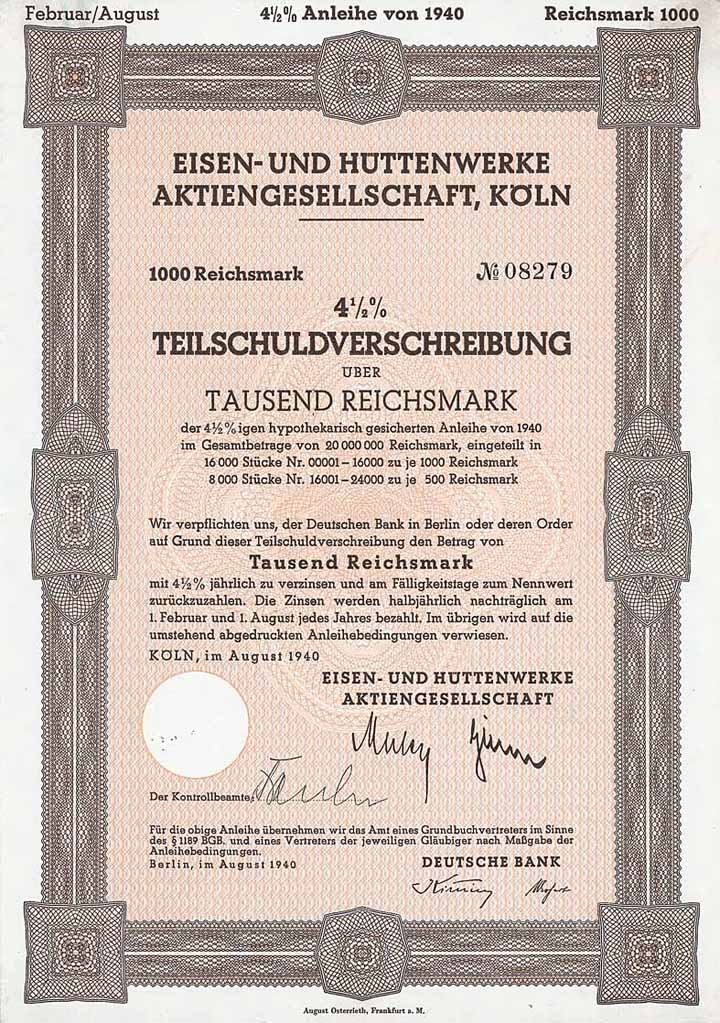 Februar/August 4½% Anleihe von 1940 Reichsmark 1000
EISEN- UND HÜTTENWERKE
AKTIENGESELLSCHAFT, KÖLN
1000 Reichsmark № 08279
4½%
TEILSCHULDVERSCHREIBUNG
ÜBER
TAUSEND REICHSMARK
der 4½%igen hypothekarisch gesicherten Anleihe von 1940
im Gesamtbetrage von 20 000 000 Reichsmark, eingeteilt in
16 000 Stücke Nr. 00001–16000 zu je 1000 Reichsmark
8 000 Stücke Nr. 16001–24000 zu je 500 Reichsmark
Wir verpflichten uns, der Deutschen Bank in Berlin oder deren Order
auf Grund dieser Teilschuldverschreibung den Betrag von
Tausend Reichsmark
mit 4½% jährlich zu verzinsen und am Fälligkeitstage zum Nennwert
zurückzuzahlen. Die Zinsen werden halbjährlich nachträglich am
1. Februar und 1. August jedes Jahres bezahlt. Im übrigen wird auf die
umstehend abgedruckten Anleihebedingungen verwiesen.
KÖLN, im August 1940
EISEN- UND HÜTTENWERKE
AKTIENGESELLSCHAFT
Der Kontrollbeamte:
Für die obige Anleihe übernehmen wir das Amt eines Grundbuchvertreters im Sinne
des § 1189 BGB. und eines Vertreters der jeweiligen Gläubiger nach Maßgabe der
Anleihebedingungen.
Berlin, im August 1940
DEUTSCHE BANK
August Osterrieth, Frankfurt a. M.